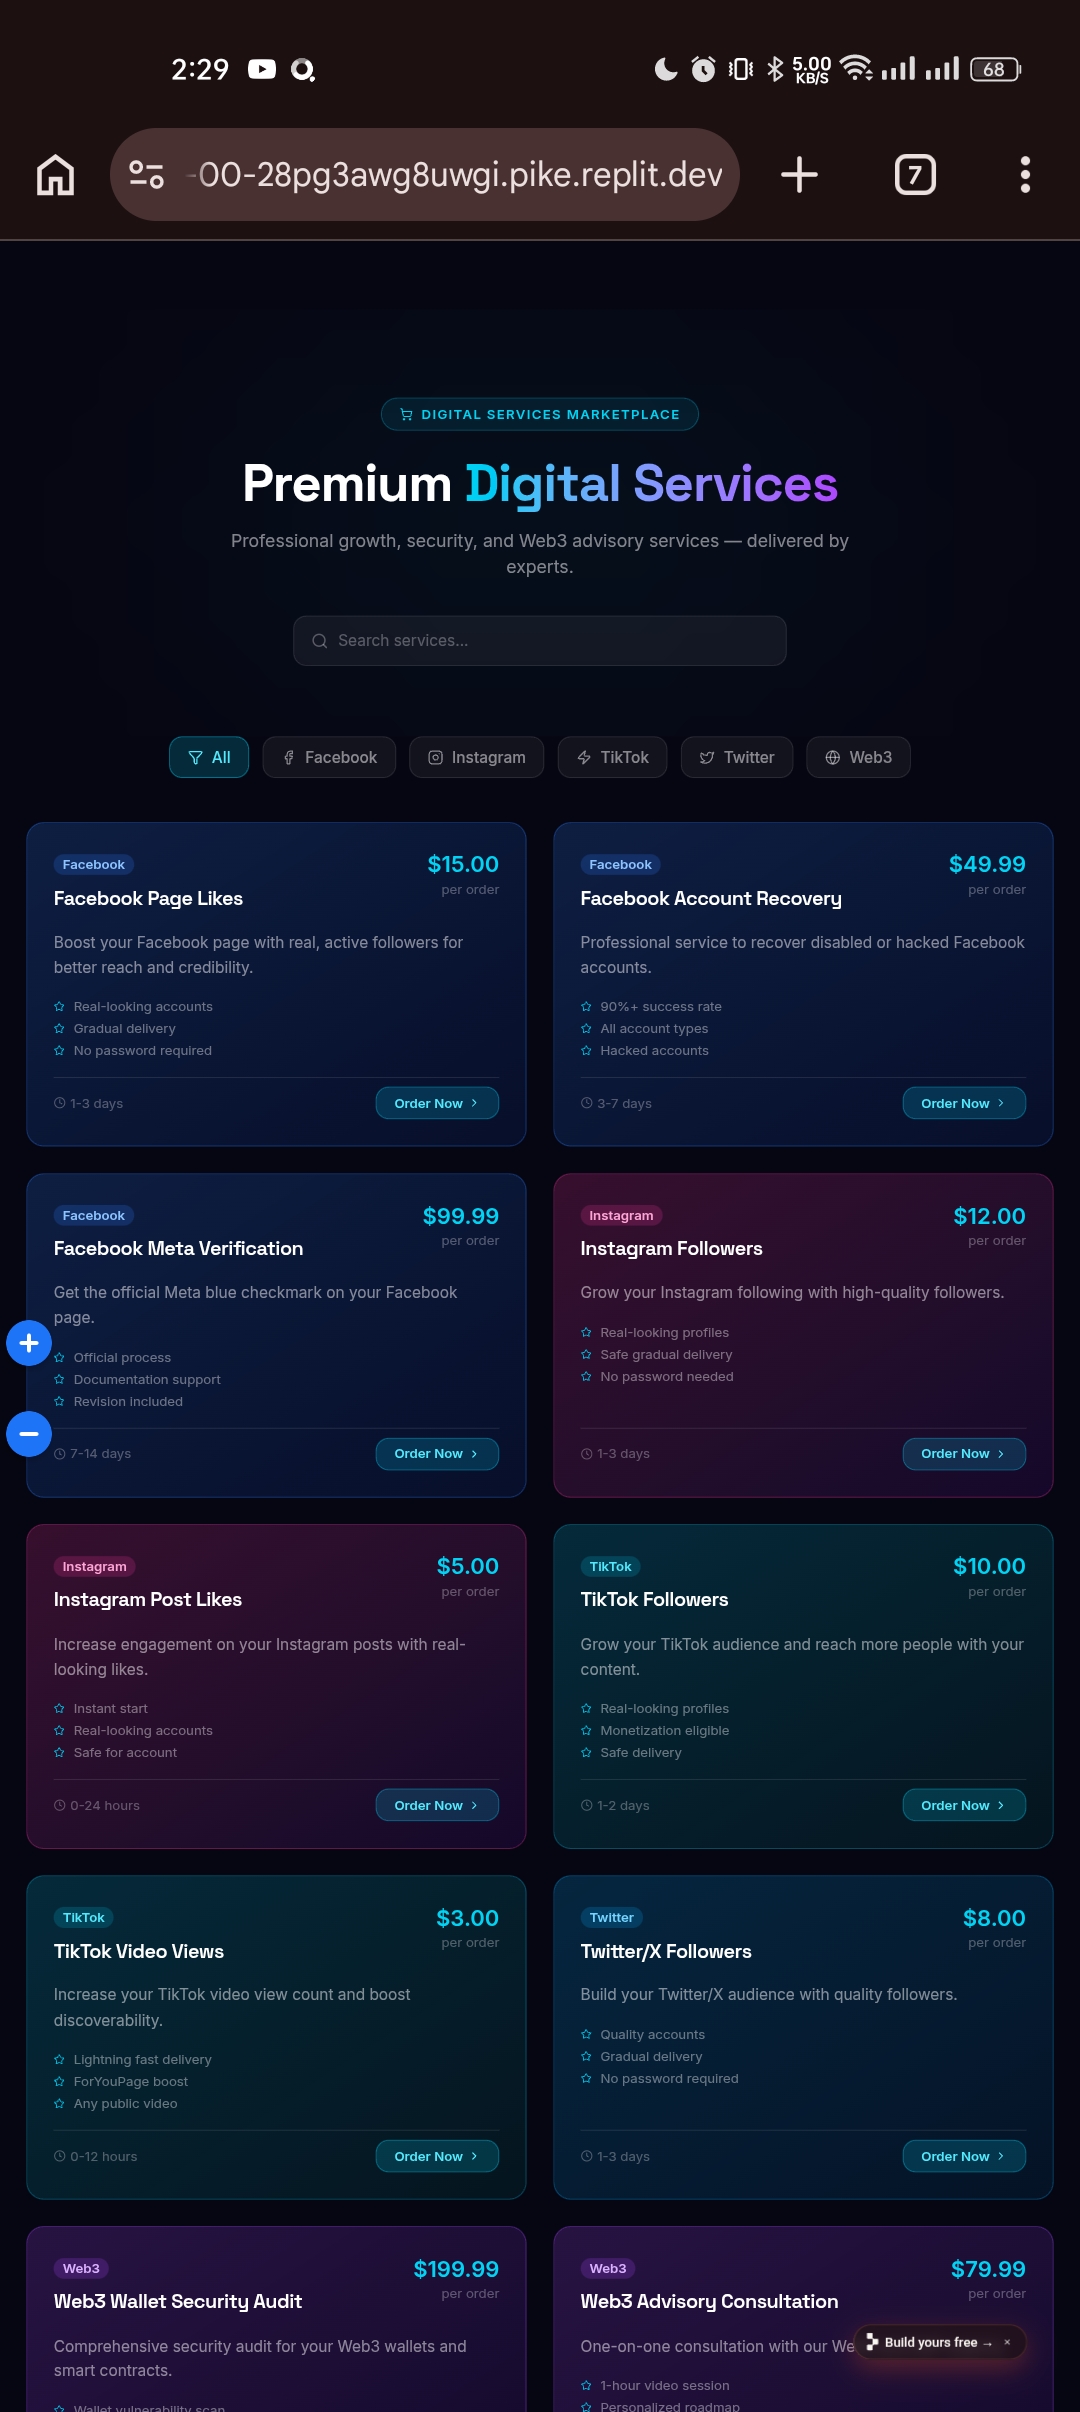 2:29
5.00
KB/S
68
-00-28pg3awg8uwgi.pike.replit.dev
7
DIGITAL SERVICES MARKETPLACE
Premium Digital Services
Professional growth, security, and Web3 advisory services — delivered by
experts.
Search services...
All
Facebook
Instagram
TikTok
Twitter
Web3
Facebook
$15.00
per order
Facebook Page Likes
Boost your Facebook page with real, active followers for
better reach and credibility.
Real-looking accounts
Gradual delivery
No password required
1-3 days
Order Now
Facebook
$49.99
per order
Facebook Account Recovery
Professional service to recover disabled or hacked Facebook
accounts.
90%+ success rate
All account types
Hacked accounts
3-7 days
Order Now
Facebook
$99.99
per order
Facebook Meta Verification
Get the official Meta blue checkmark on your Facebook
page.
Official process
Documentation support
Revision included
7-14 days
Order Now
Instagram
$12.00
per order
Instagram Followers
Grow your Instagram following with high-quality followers.
Real-looking profiles
Safe gradual delivery
No password needed
1-3 days
Order Now
Instagram
$5.00
per order
Instagram Post Likes
Increase engagement on your Instagram posts with real-
looking likes.
Instant start
Real-looking accounts
Safe for account
0-24 hours
Order Now
TikTok
$10.00
per order
TikTok Followers
Grow your TikTok audience and reach more people with your
content.
Real-looking profiles
Monetization eligible
Safe delivery
1-2 days
Order Now
TikTok
$3.00
per order
TikTok Video Views
Increase your TikTok video view count and boost
discoverability.
Lightning fast delivery
ForYouPage boost
Any public video
0-12 hours
Order Now
Twitter
$8.00
per order
Twitter/X Followers
Build your Twitter/X audience with quality followers.
Quality accounts
Gradual delivery
No password required
1-3 days
Order Now
Web3
$199.99
per order
Web3 Wallet Security Audit
Comprehensive security audit for your Web3 wallets and
smart contracts.
Wallet vulnerability scan
Web3
$79.99
per order
Web3 Advisory Consultation
One-on-one consultation with our We
Build yours free → ×
1-hour video session
Personalized roadmap